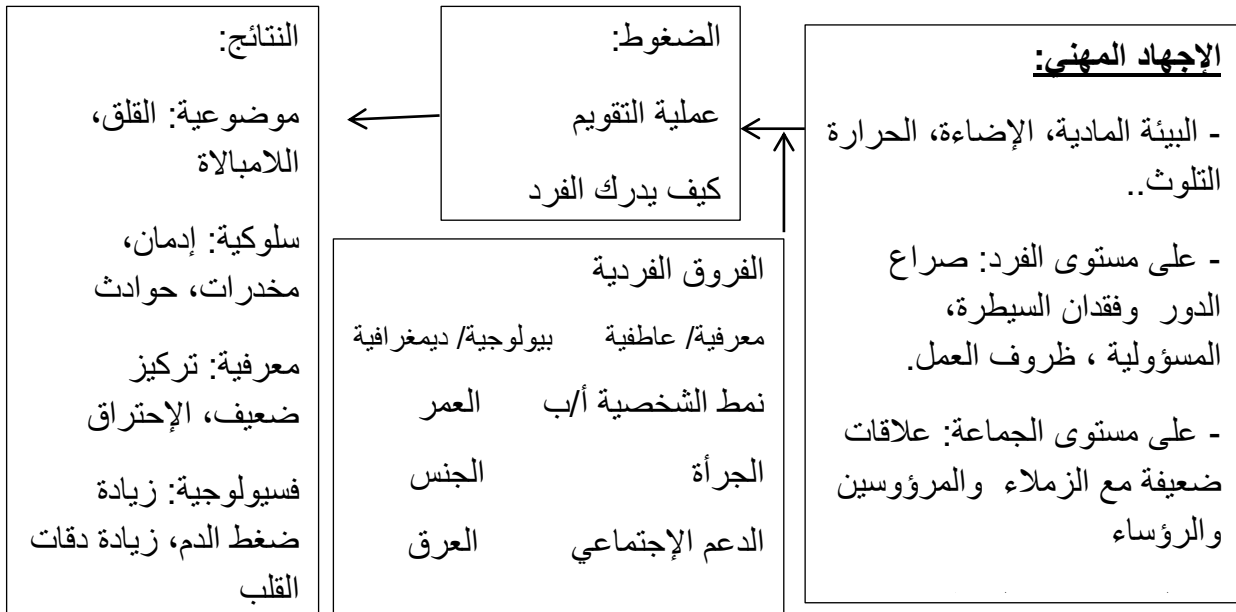 الإجهاد المهني:
- البيئة المادية، الإضاءة، الحرارة
التلوث..
- على مستوى الفرد: صراع
الدور وفقدان السيطرة،
المسؤولية ، ظروف العمل.
- على مستوى الجماعة: علاقات
ضعيفة مع الزملاء والمرؤوسين
والرؤساء
الضغوط:
عملية التقويم
كيف يدرك الفرد
الفروق الفردية
معرفية/ عاطفية بيولوجية/ ديمغرافية
نمط الشخصية أ/ب العمر
الجرأة الجنس
الدعم الإجتماعي العرق
النتائج:
موضوعية: القلق،
اللامبالاة
سلوكية: إدمان،
مخدرات، حوادث
معرفية: تركيز
ضعيف، الإحتراق
فسيولوجية: زيادة
ضغط الدم، زيادة دقات
القلب